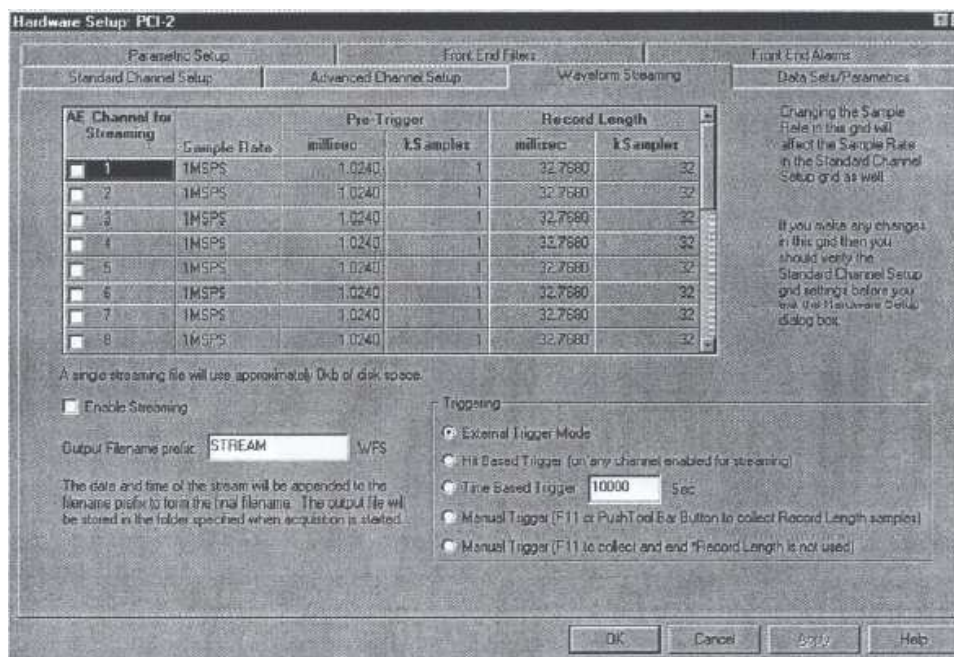 Hardware Setup: PCI-2
Parametric Setup Front End Filters Front End Alarms
Standard Channel Setup Advanced Channel Setup Waveform Streaming Data Sets/Parametrics
AE Channel for Streaming Sample Rate Pre-Trigger Record Length
millisec kSamples millisec kSamples
1 1MSPS 1.0240 1 32.7680 32
2 1MSPS 1.0240 1 32.7680 32
3 1MSPS 1.0240 1 32.7680 32
4 1MSPS 1.0240 1 32.7680 32
5 1MSPS 1.0240 1 32.7680 32
6 1MSPS 1.0240 1 32.7680 32
7 1MSPS 1.0240 1 32.7680 32
8 1MSPS 1.0240 1 32.7680 32
Changing the Sample
Rate in this grid will
affect the Sample Rate
in the Standard Channel
Setup grid as well.
If you make any changes
in this grid then you
should verify the
Standard Channel Setup
grid settings before you
exit the Hardware Setup
dialog box.
A single streaming file will use approximately 0kb of disk space.
Enable Streaming
Output Filename prefix: STREAM .WFS
The date and time of the stream will be appended to the
filename prefix to form the final filename. The output file will
be stored in the folder specified when acquisition is started.
Triggering
External Trigger Mode
Hit Based Trigger (on any channel enabled for streaming)
Time Based Trigger 10000 Sec
Manual Trigger (F11 or PushTool Bar Button to collect Record Length samples)
Manual Trigger (F11 to collect and end *Record Length is not used)
OK Cancel Apply Help